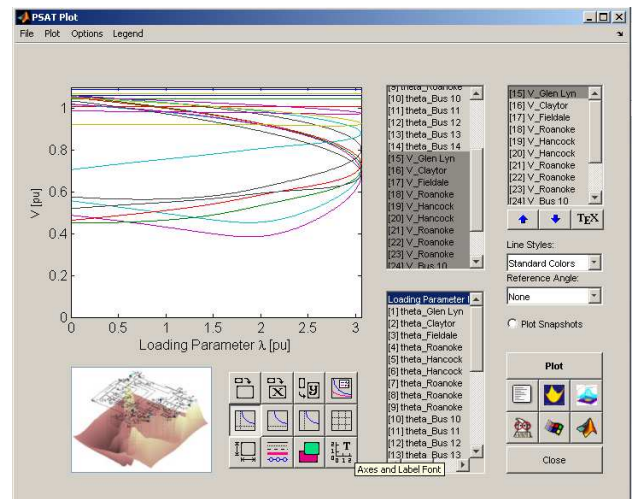 PSAT Plot
File Plot Options Legend
1
0.8
0.6
0.4
0.2
0
V [pu]
0 0.5 1 1.5 2 2.5 3
Loading Parameter λ [pu]
[9] theta_Roanoke
[10] theta_Bus 10
[11] theta_Bus 11
[12] theta_Bus 12
[13] theta_Bus 13
[14] theta_Bus 14
[15] V_Glen Lyn
[16] V_Claytor
[17] V_Fieldale
[18] V_Roanoke
[19] V_Hancock
[20] V_Hancock
[21] V_Roanoke
[22] V_Roanoke
[23] V_Roanoke
[24] V_Bus 10
[15] V_Glen Lyn
[16] V_Claytor
[17] V_Fieldale
[18] V_Roanoke
[19] V_Hancock
[20] V_Hancock
[21] V_Roanoke
[22] V_Roanoke
[23] V_Roanoke
[24] V_Bus 10
TEX
Line Styles:
Standard Colors
Reference Angle:
None
Plot Snapshots
Loading Parameter
[1] theta_Glen Lyn
[2] theta_Claytor
[3] theta_Fieldale
[4] theta_Roanoke
[5] theta_Hancock
[6] theta_Hancock
[7] theta_Roanoke
[8] theta_Roanoke
[9] theta_Roanoke
[10] theta_Bus 10
[11] theta_Bus 11
[12] theta_Bus 12
[13] theta_Bus 13
Plot
Close
x
y
T
Axes and Label Font